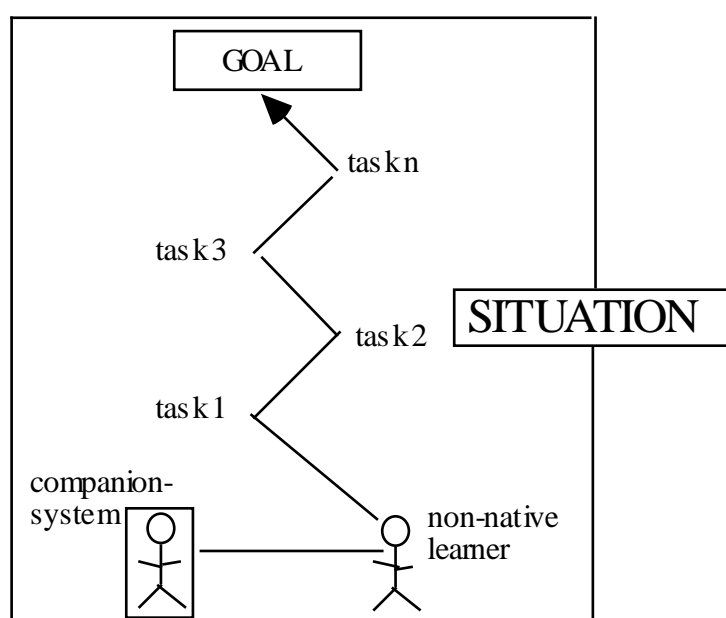 GOAL
taskn
task3
SITUATION
task2
task1
companion-
system
non-native
learner